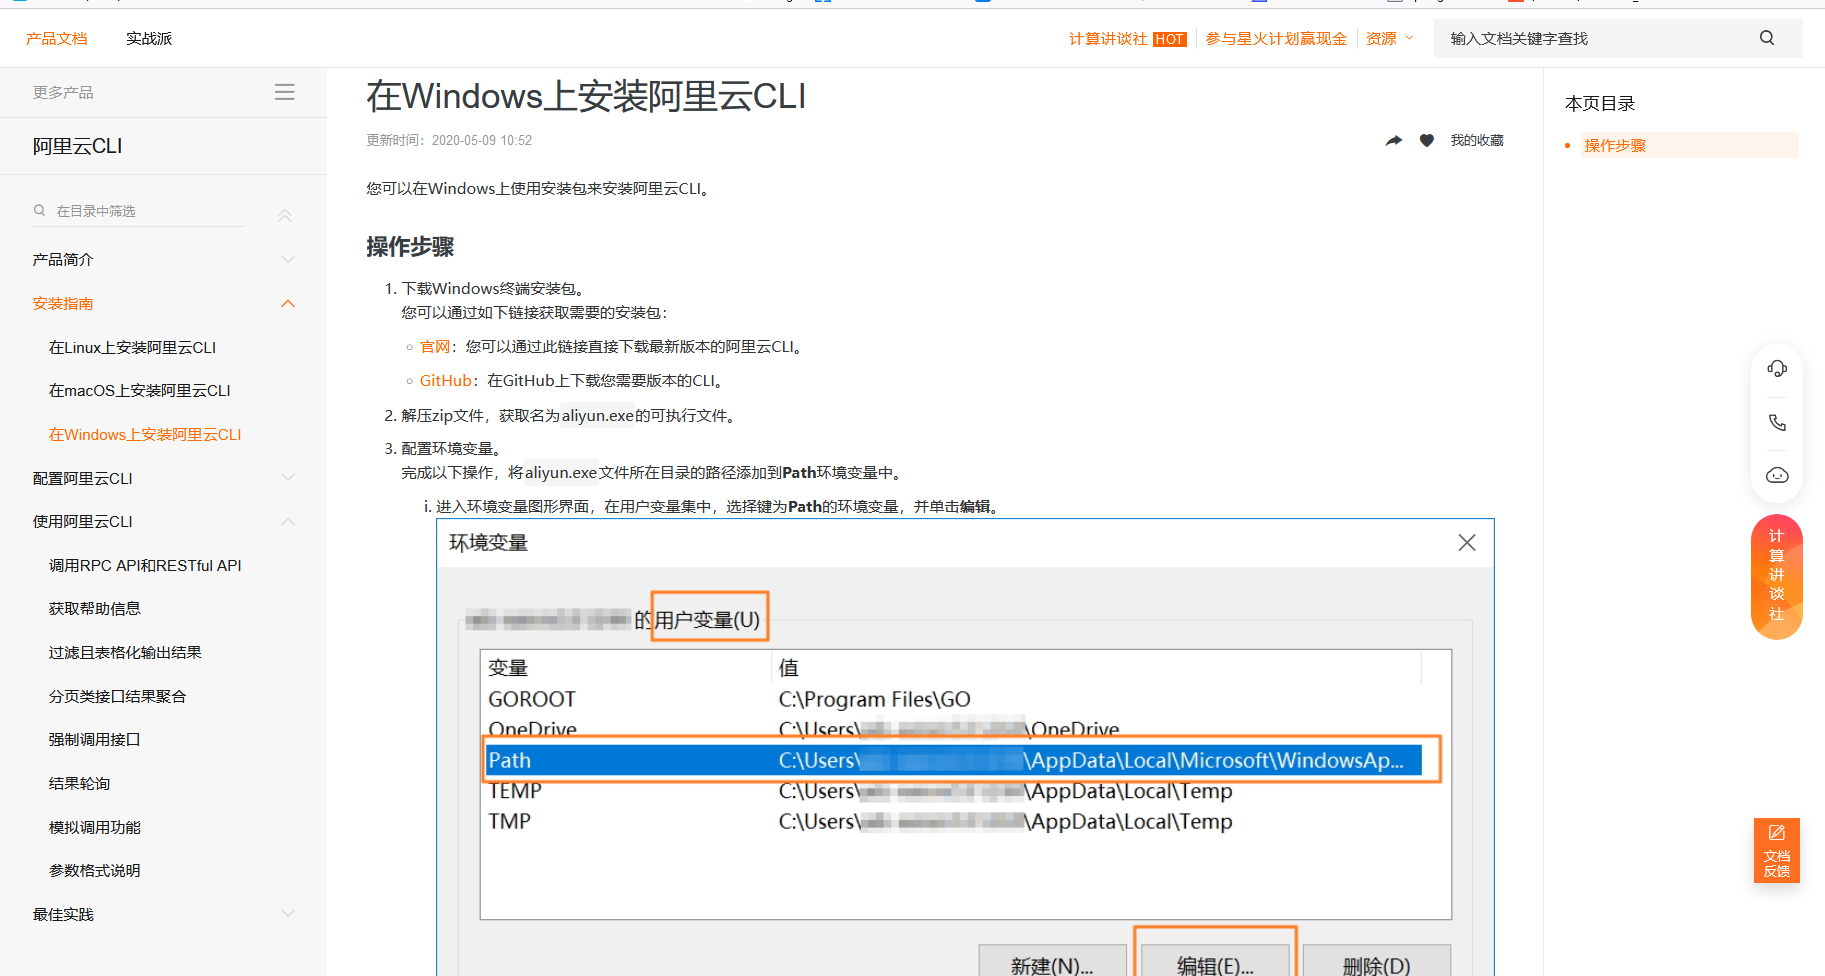 产品文档
实战派
计算讲谈社 HOT
参与星火计划赢现金
资源
输入文档关键字查找
更多产品
阿里云CLI
在目录中筛选
产品简介
安装指南
在Linux上安装阿里云CLI
在macOS上安装阿里云CLI
在Windows上安装阿里云CLI
配置阿里云CLI
使用阿里云CLI
调用RPC API和RESTful API
获取帮助信息
过滤且表格化输出结果
分页类接口结果聚合
强制调用接口
结果轮询
模拟调用功能
参数格式说明
最佳实践
在Windows上安装阿里云CLI
更新时间：2020-05-09 10:52
我的收藏
您可以在Windows上使用安装包来安装阿里云CLI。
操作步骤
1. 下载Windows终端安装包。
您可以通过如下链接获取需要的安装包：
官网：您可以通过此链接直接下载最新版本的阿里云CLI。
GitHub：在GitHub上下载您需要版本的CLI。
2. 解压zip文件，获取名为aliyun.exe的可执行文件。
3. 配置环境变量。
完成以下操作，将aliyun.exe文件所在目录的路径添加到Path环境变量中。
i. 进入环境变量图形界面，在用户变量集中，选择键为Path的环境变量，并单击编辑。
环境变量
的用户变量(U)
变量 值
GOROOT C:\Program Files\GO
OneDrive C:\Users\ \OneDrive
Path C:\Users\ \AppData\Local\Microsoft\WindowsAp...
TEMP C:\Users\ \AppData\Local\Temp
TMP C:\Users\ \AppData\Local\Temp
新建(N)... 编辑(E)... 删除(D)
本页目录
操作步骤
计
算
讲
谈
社
文档
反馈